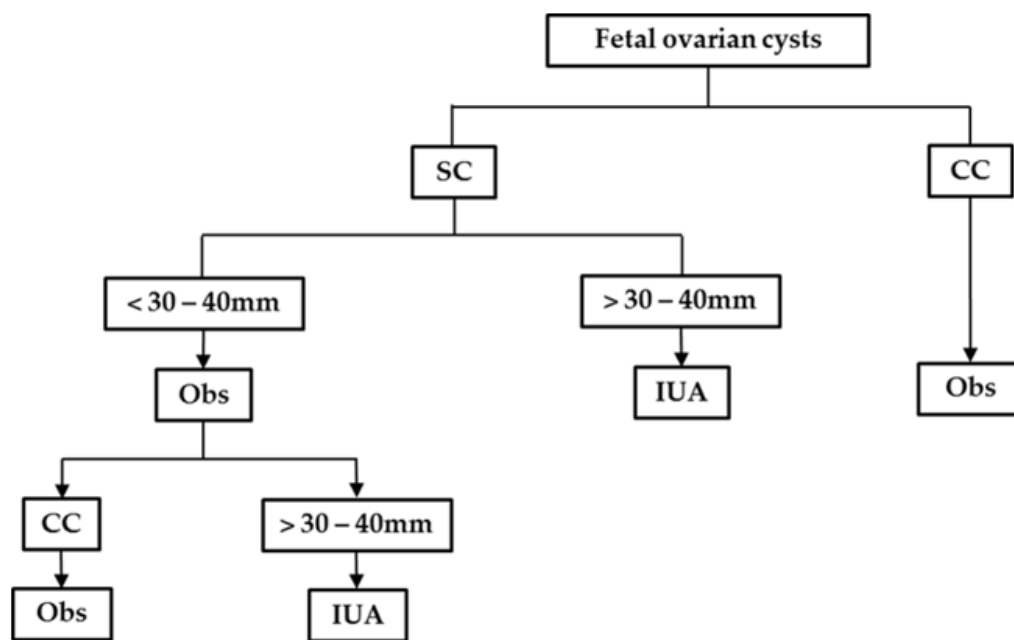 Fetal ovarian cysts
SC
CC
< 30 – 40mm
> 30 – 40mm
Obs
IUA
Obs
CC
> 30 – 40mm
Obs
IUA